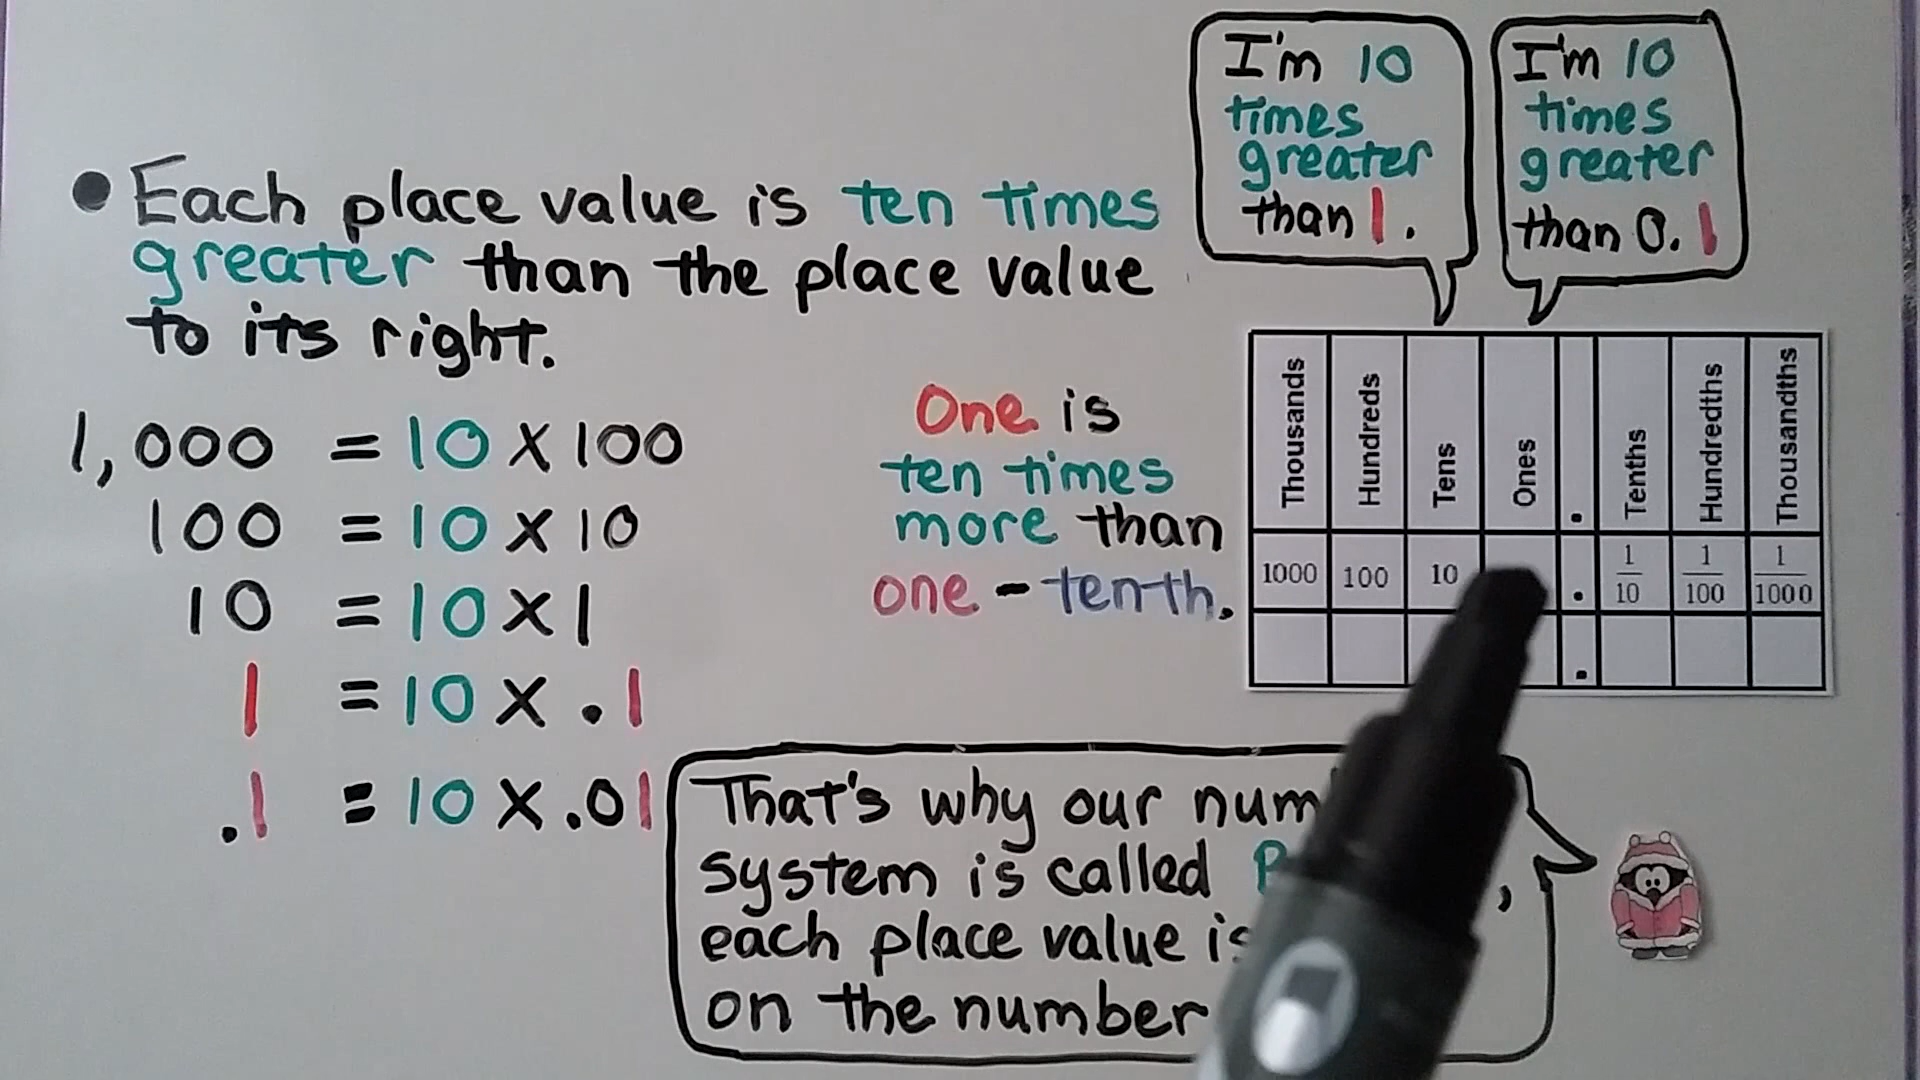 • Each place value is ten times
greater than the place value
to its right.
1,000 = 10 x 100
100 = 10 x 10
10 = 10 x 1
1 = 10 x .1
.1 = 10 x .01
One is
ten times
more than
one-tenth.
I'm 10
times
greater
than 1.
I'm 10
times
greater
than 0.1
Thousands Hundreds Tens Ones . Tenths Hundredths Thousandths
1000 100 10 . 1/10 1/100 1/1000
.
That's why our
system is called
each place value is
on the number